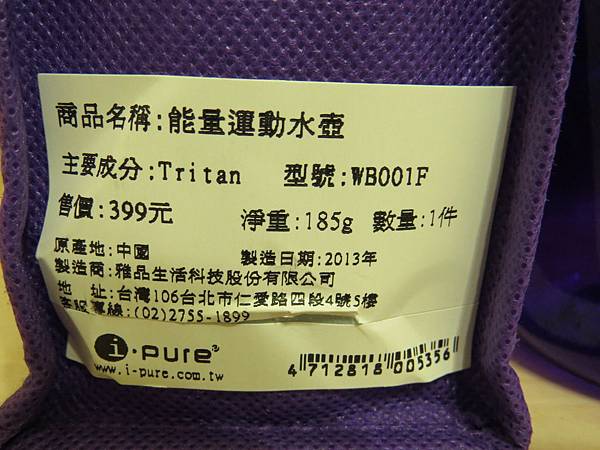 商品名稱:能量運動水壺
主要成分:Tritan 型號:WB001F
售價:399元 淨重:185g 數量:1件
原產地:中國 製造日期:2013年
製造商:雅品生活科技股份有限公司
地 址:台灣106台北市仁愛路四段4號5樓
客服專線:(02)2755-1899
i·PURE
www.i-pure.com.tw
4 712818 005356